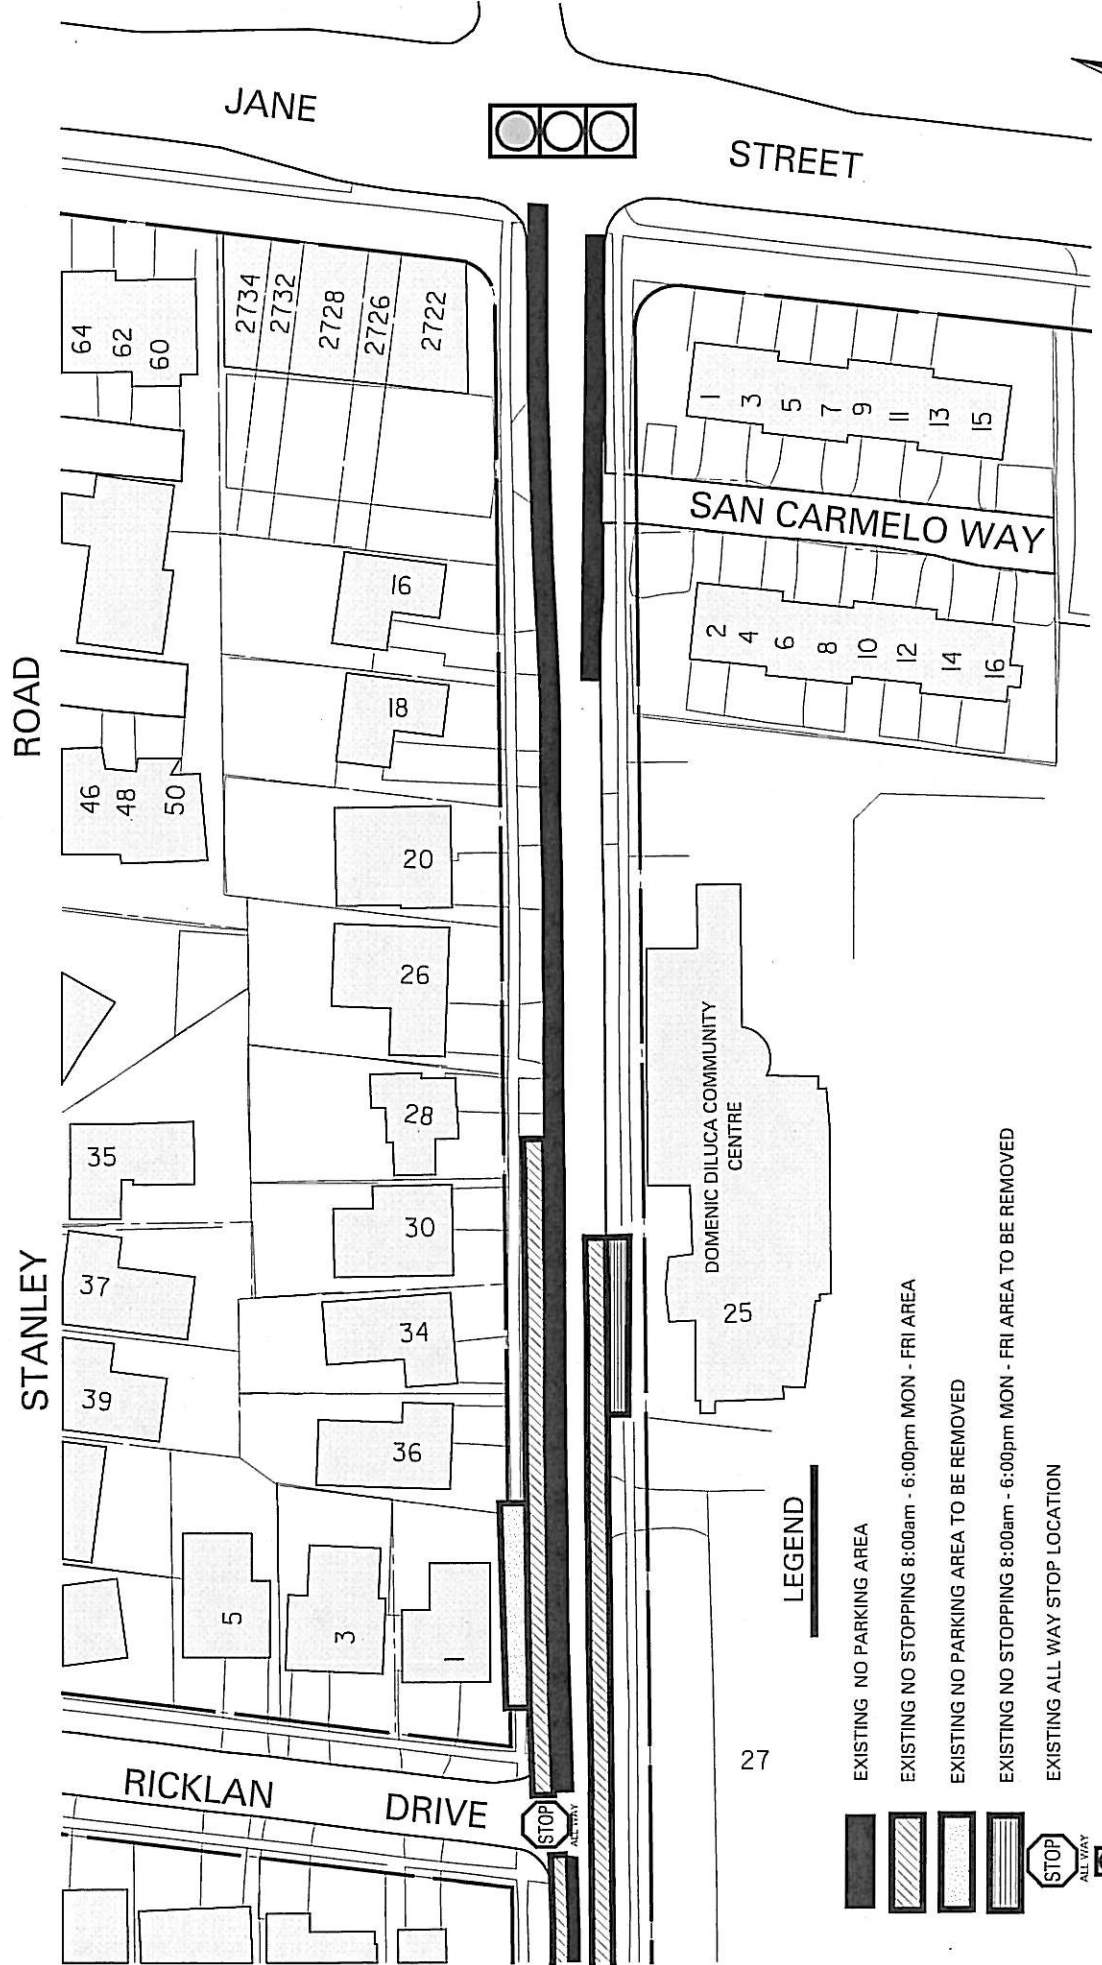 JANE
STREET
64
62
60
2734
2732
2728
2726
2722
1
3
5
7
9
11
13
15
SAN CARMELO WAY
2
4
6
8
10
12
14
16
ROAD
16
18
46
48
50
20
26
28
30
34
36
35
37
39
STANLEY
DOMENIC DILUCA COMMUNITY
CENTRE
25
5
3
1
27
RICKLAN DRIVE
STOP
ALL WAY
LEGEND
EXISTING NO PARKING AREA
EXISTING NO STOPPING 8:00am - 6:00pm MON - FRI AREA
EXISTING NO PARKING AREA TO BE REMOVED
EXISTING NO STOPPING 8:00am - 6:00pm MON - FRI AREA TO BE REMOVED
STOP
ALL WAY
EXISTING ALL WAY STOP LOCATION